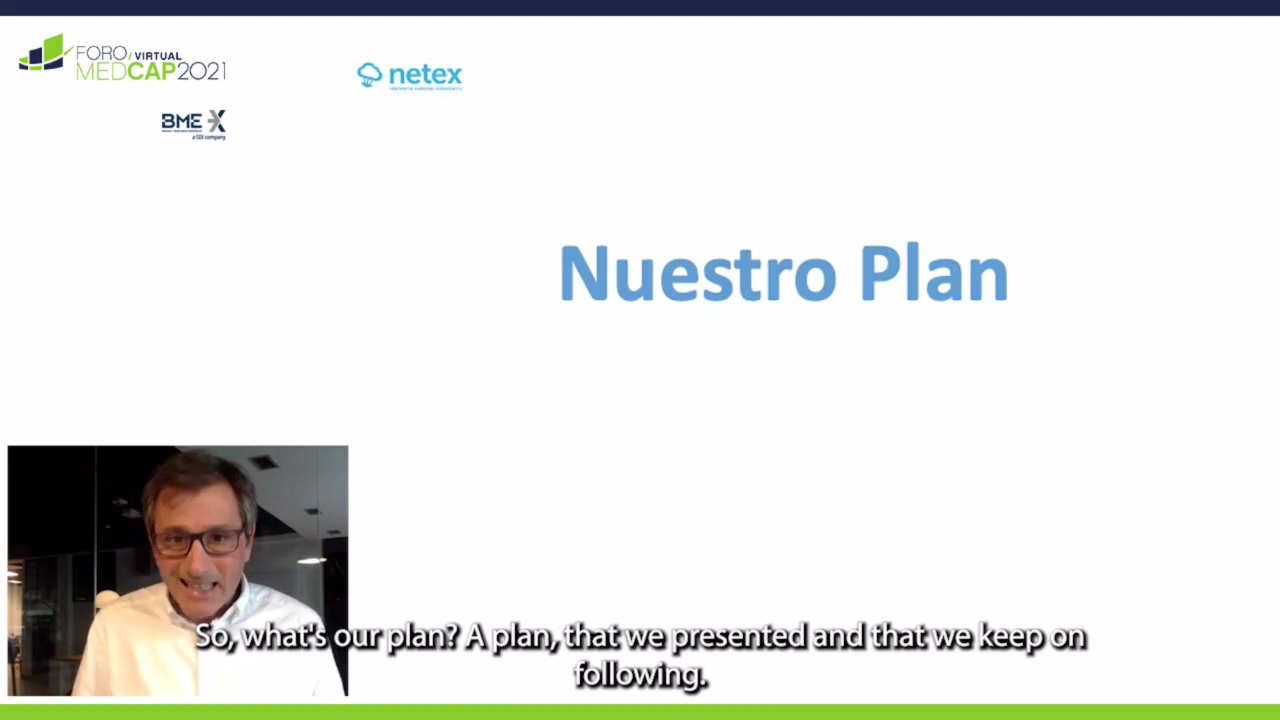 FORO / VIRTUAL
MEDCAP2021
netex
BME X
a SIX company
Nuestro Plan
So, what's our plan? A plan, that we presented and that we keep on
following.